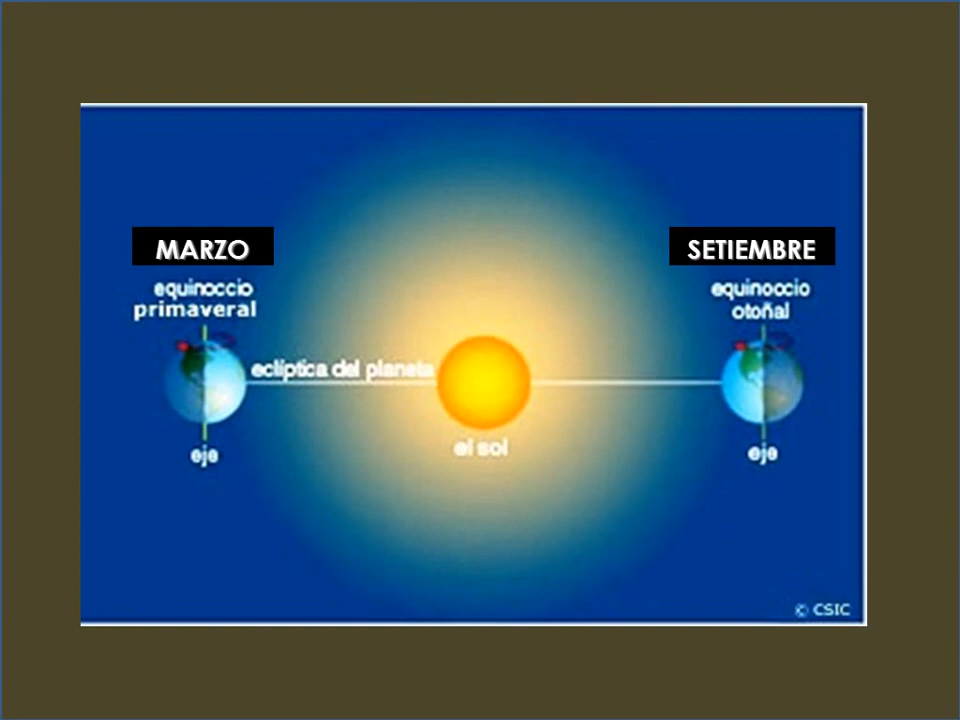 MARZO
equinoccio
primaveral
SETIEMBRE
equinoccio
otoñal
eclíptica del planeta
el sol
eje
eje
© CSIC